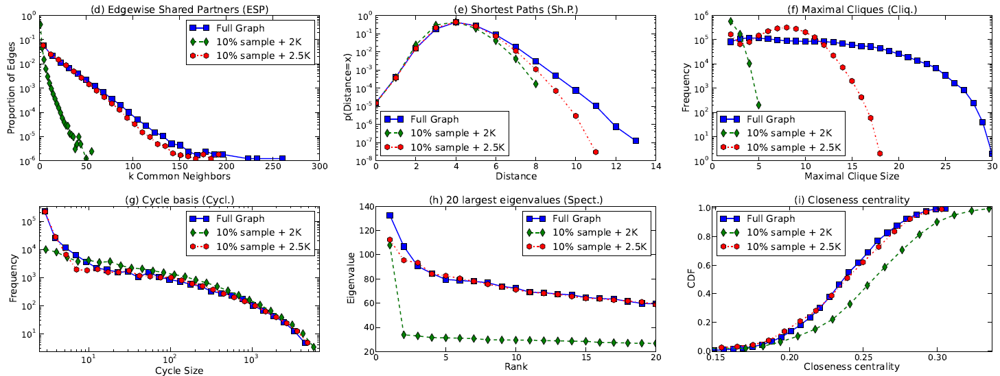 (d) Edgewise Shared Partners (ESP)
Proportion of Edges
10^0
10^-1
10^-2
10^-3
10^-4
10^-5
10^-6
Full Graph
10% sample + 2K
10% sample + 2.5K
0 50 100 150 200 250 300
k Common Neighbors
(e) Shortest Paths (Sh.P.)
p(Distance=x)
10^0
10^-1
10^-2
10^-3
10^-4
10^-5
10^-6
10^-7
10^-8
Full Graph
10% sample + 2K
10% sample + 2.5K
0 2 4 6 8 10 12 14
Distance
(f) Maximal Cliques (Cliq.)
Frequency
10^6
10^5
10^4
10^3
10^2
10^1
10^0
Full Graph
10% sample + 2K
10% sample + 2.5K
0 5 10 15 20 25 30
Maximal Clique Size
(g) Cycle basis (Cycl.)
Frequency
10^5
10^4
10^3
10^2
10^1
Full Graph
10% sample + 2K
10% sample + 2.5K
10^1 10^2 10^3
Cycle Size
(h) 20 largest eigenvalues (Spect.)
Eigenvalue
140
120
100
80
60
40
20
Full Graph
10% sample + 2K
10% sample + 2.5K
0 5 10 15 20
Rank
(i) Closeness centrality
CDF
1.0
0.8
0.6
0.4
0.2
0.0
Full Graph
10% sample + 2K
10% sample + 2.5K
0.15 0.20 0.25 0.30
Closeness centrality